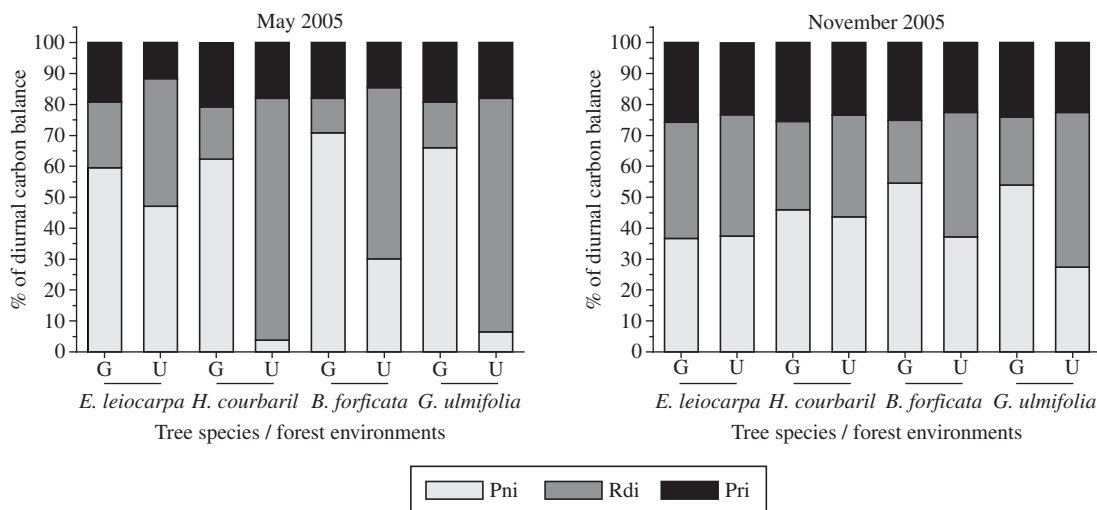 May 2005
% of diurnal carbon balance
100
90
80
70
60
50
40
30
20
10
0
G U G U G U G U
E. leiocarpa H. courbaril B. forficata G. ulmifolia
Tree species / forest environments
November 2005
% of diurnal carbon balance
100
90
80
70
60
50
40
30
20
10
0
G U G U G U G U
E. leiocarpa H. courbaril B. forficata G. ulmifolia
Tree species / forest environments
Pni Rdi Pri